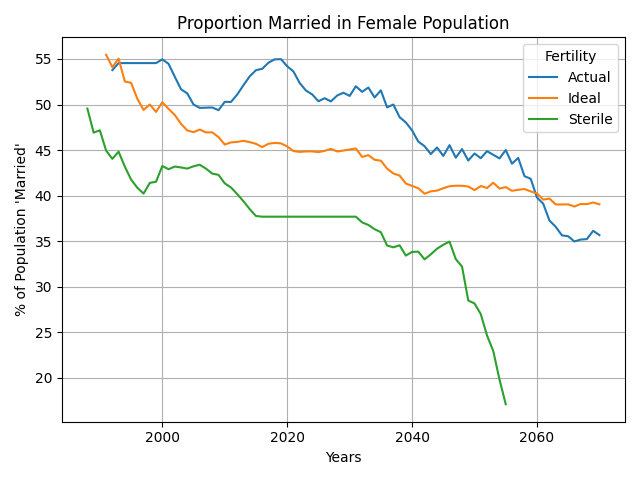 Proportion Married in Female Population
% of Population 'Married'
55
50
45
40
35
30
25
20
Fertility
Actual
Ideal
Sterile
2000
2020
2040
2060
Years